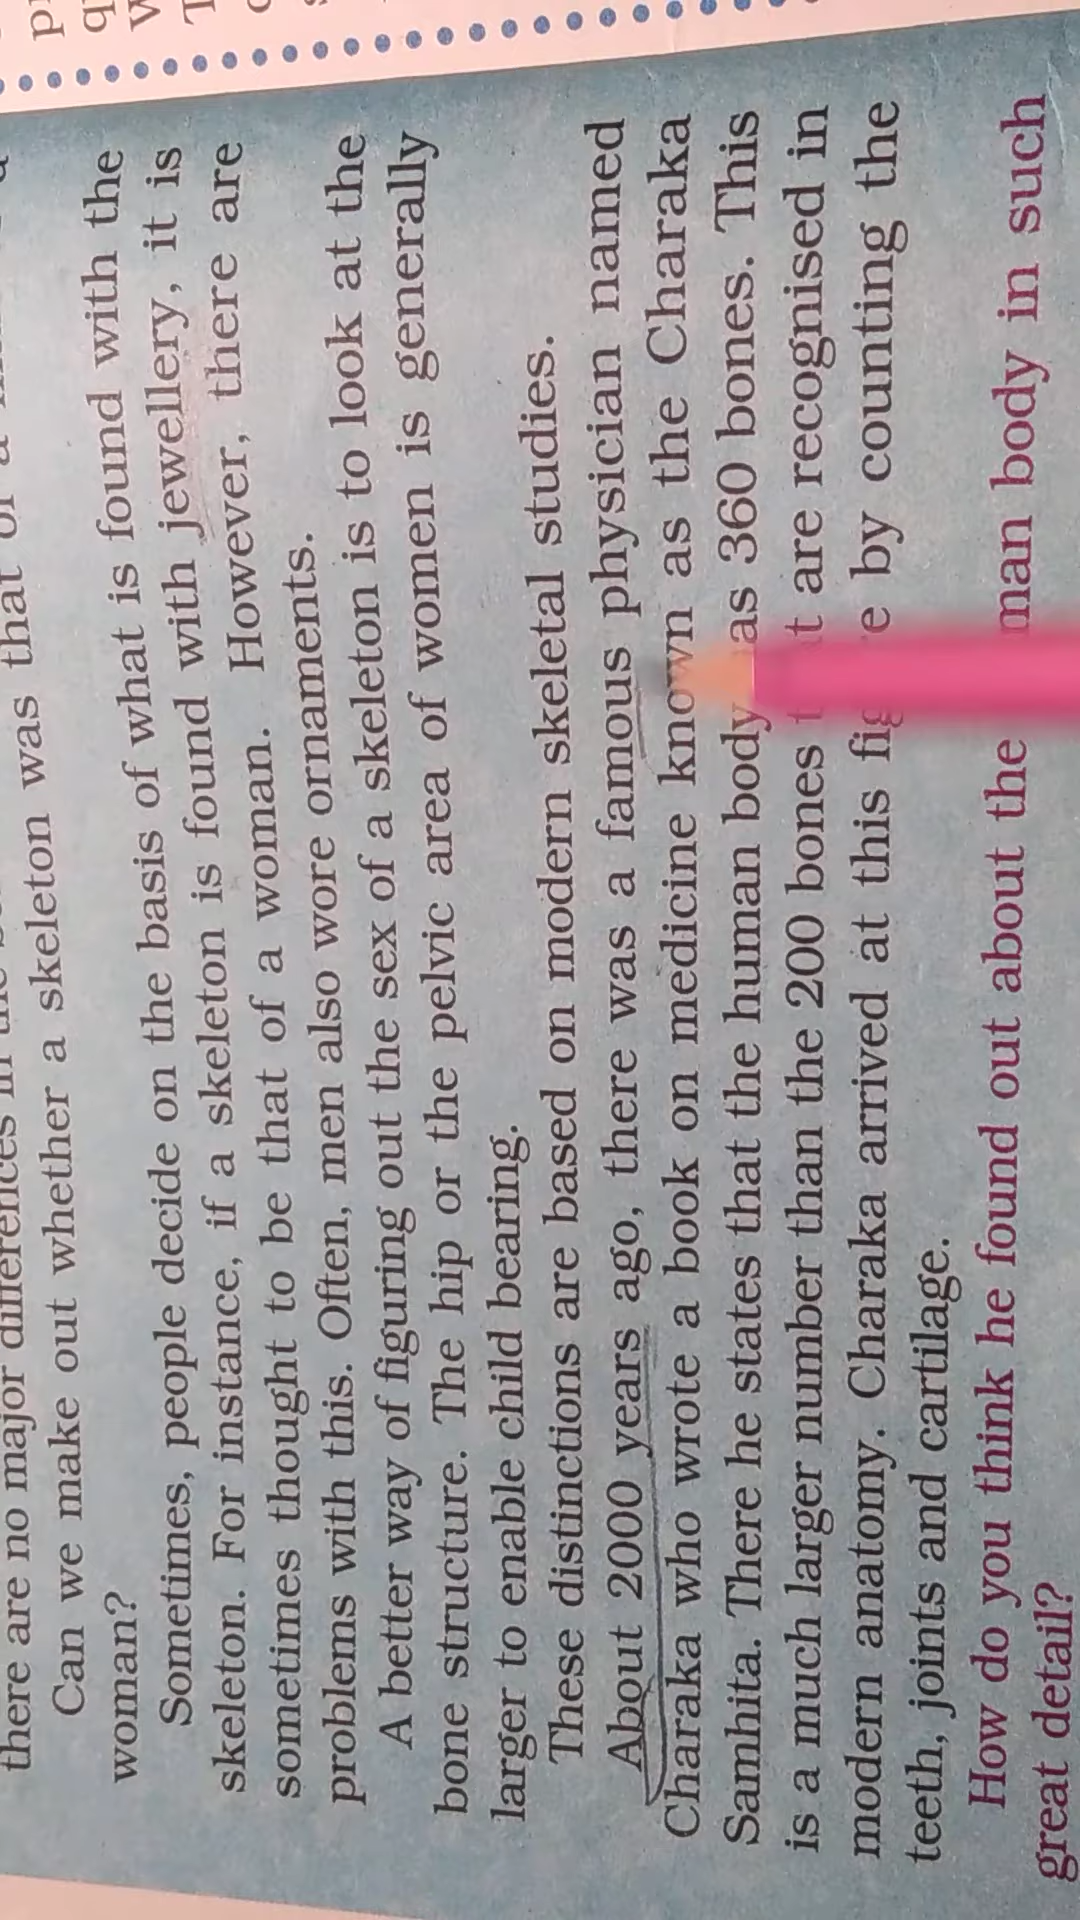 there are no major differences in the
Can we make out whether a skeleton was that of a
woman?
Sometimes, people decide on the basis of what is found with the
skeleton. For instance, if a skeleton is found with jewellery, it is
sometimes thought to be that of a woman. However, there are
problems with this. Often, men also wore ornaments.
A better way of figuring out the sex of a skeleton is to look at the
bone structure. The hip or the pelvic area of women is generally
larger to enable child bearing.
These distinctions are based on modern skeletal studies.
About 2000 years ago, there was a famous physician named
Charaka who wrote a book on medicine known as the Charaka
Samhita. There he states that the human body as 360 bones. This
is a much larger number than the 200 bones t t are recognised in
modern anatomy. Charaka arrived at this fig e by counting the
teeth, joints and cartilage.
How do you think he found out about the man body in such
great detail?